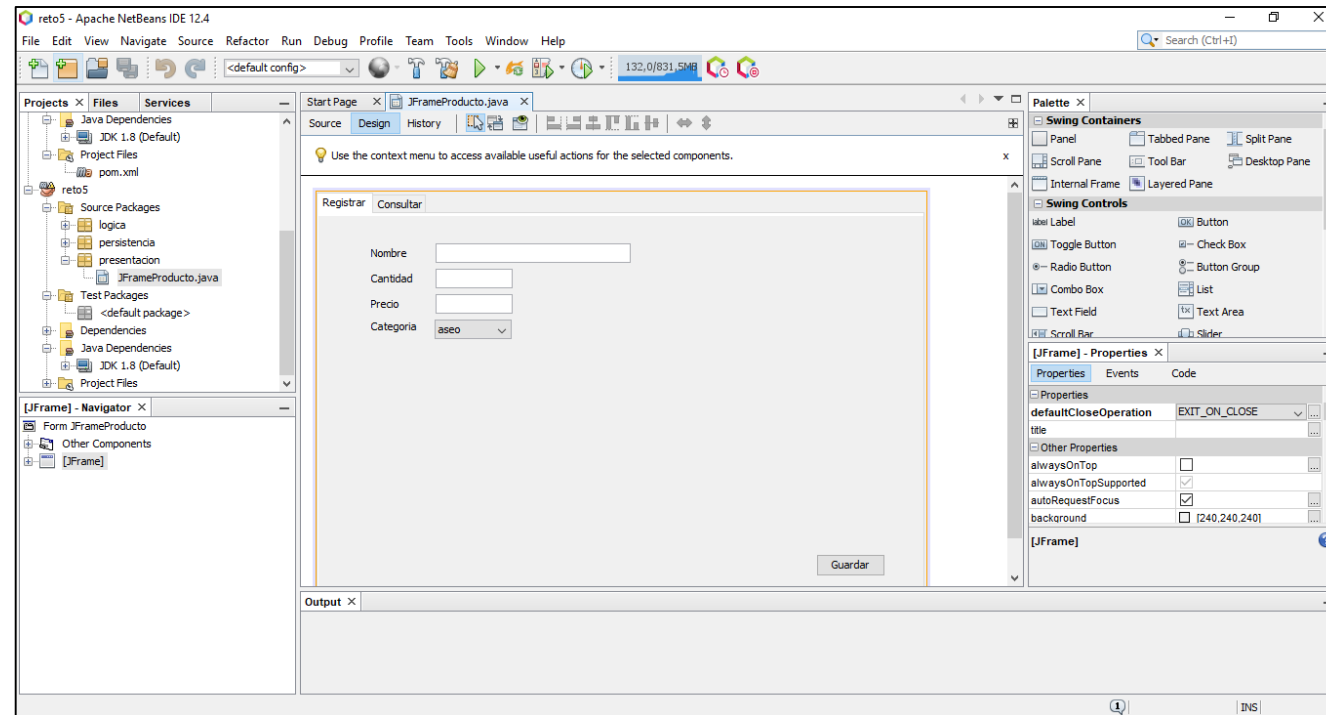 reto5 - Apache NetBeans IDE 12.4
File Edit View Navigate Source Refactor Run Debug Profile Team Tools Window Help
Search (Ctrl+I)
<default config>
132,0/831,5MB
Projects Files Services
Java Dependencies
JDK 1.8 (Default)
Project Files
pom.xml
reto5
Source Packages
logica
persistencia
presentacion
JFrameProducto.java
Test Packages
<default package>
Dependencies
Java Dependencies
JDK 1.8 (Default)
Project Files
[JFrame] - Navigator
Form JFrameProducto
Other Components
[JFrame]
Start Page JFrameProducto.java
Source Design History
Use the context menu to access available useful actions for the selected components. x
Registrar Consultar
Nombre
Cantidad
Precio
Categoria aseo
Guardar
Output
Palette
Swing Containers
Panel Tabbed Pane Split Pane
Scroll Pane Tool Bar Desktop Pane
Internal Frame Layered Pane
Swing Controls
label Label OK Button
ON Toggle Button Check Box
Radio Button Button Group
Combo Box List
Text Field Text Area
Scroll Bar Slider
[JFrame] - Properties
Properties Events Code
Properties
defaultCloseOperation EXIT_ON_CLOSE ...
title ...
Other Properties
alwaysOnTop ...
alwaysOnTopSupported
autoRequestFocus ...
background [240,240,240] ...
[JFrame]
1 INS